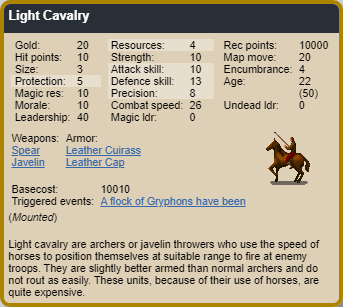 Light Cavalry
Gold: 20 Resources: 4 Rec points: 10000
Hit points: 10 Strength: 10 Map move: 20
Size: 3 Attack skill: 10 Encumbrance: 4
Protection: 5 Defence skill: 13 Age: 22
Magic res: 10 Precision: 8 (50)
Morale: 10 Combat speed: 26 Undead ldr: 0
Leadership: 40 Magic ldr: 0
Weapons: Armor:
Spear Leather Cuirass
Javelin Leather Cap
Basecost: 10010
Triggered events: A flock of Gryphons have been
(Mounted)
Light cavalry are archers or javelin throwers who use the speed of
horses to position themselves at suitable range to fire at enemy
troops. They are slightly better armed than normal archers and do
not rout as easily. These units, because of their use of horses, are
quite expensive.